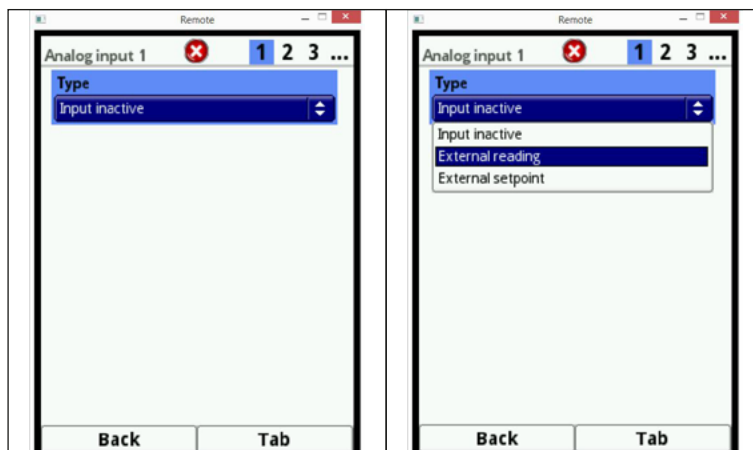 Remote
Analog input 1 1 2 3 ...
Type
Input inactive
Back Tab
Remote
Analog input 1 1 2 3 ...
Type
Input inactive
Input inactive
External reading
External setpoint
Back Tab